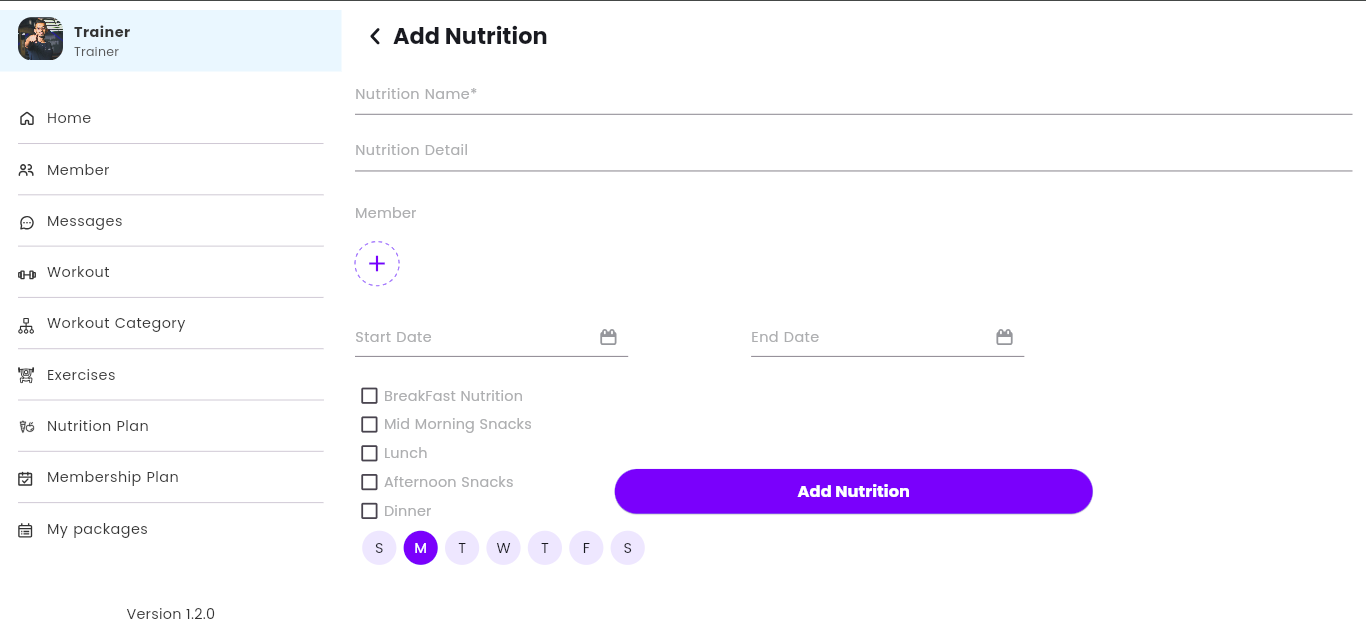 Trainer
Trainer
Home
Member
Messages
Workout
Workout Category
Exercises
Nutrition Plan
Membership Plan
My packages
Version 1.2.0
Add Nutrition
Nutrition Name*
Nutrition Detail
Member
Start Date
End Date
BreakFast Nutrition
Mid Morning Snacks
Lunch
Afternoon Snacks
Dinner
Add Nutrition
S M T W T F S